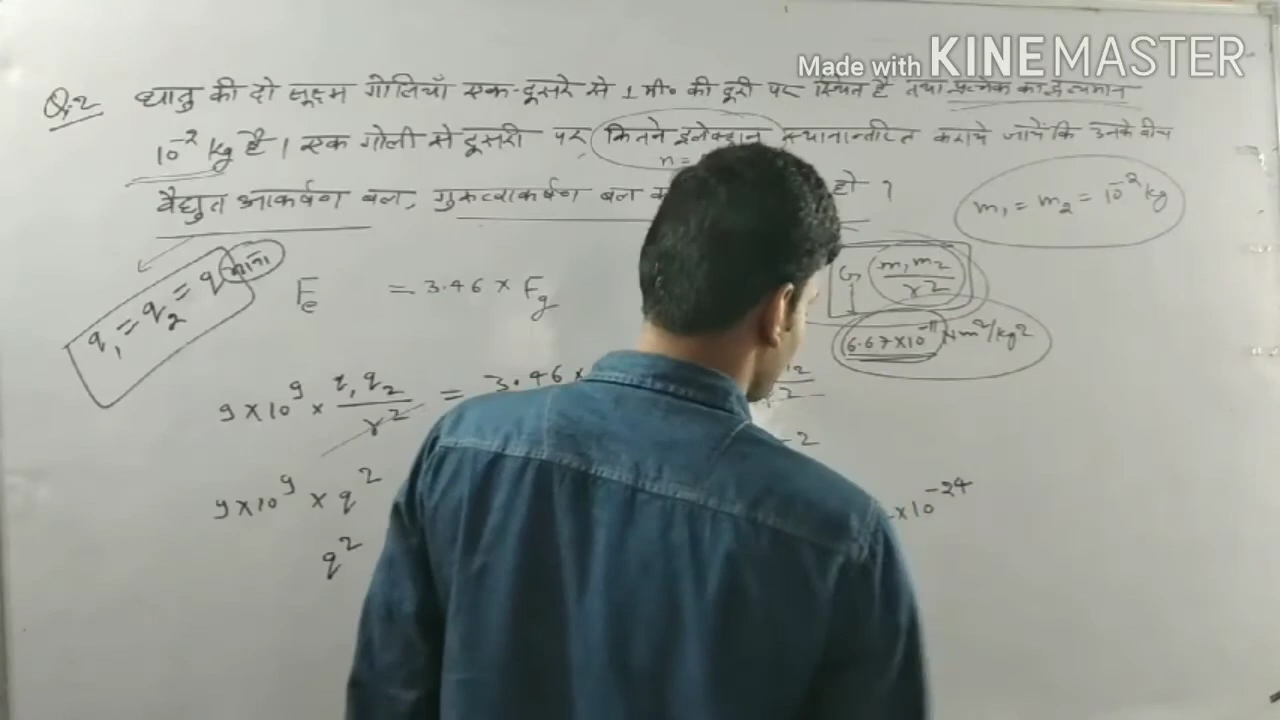 Made with KINEMASTER
Q.2 धातु की दो सूक्ष्म गोलियाँ एक-दूसरे से 1 मी० की दूरी पर स्थित है तथा प्रत्येक का द्रव्यमान
10⁻² kg है। एक गोली से दूसरी पर, कितने इलेक्ट्रान स्थानान्तरित कराये जायें कि उनके बीच
n =
वैद्युत आकर्षण बल, गुरुत्वाकर्षण बल हो ?
m₁ = m₂ = 10⁻² kg
q₁ = q₂ = q माना
Fe = 3.46 × Fg
G m₁m₂ / r²
6.67×10⁻¹¹ Nm²/kg²
9×10⁹ × q₁q₂ / r² = 3.46 ×
9×10⁹ × q²
×10⁻²⁴
q²